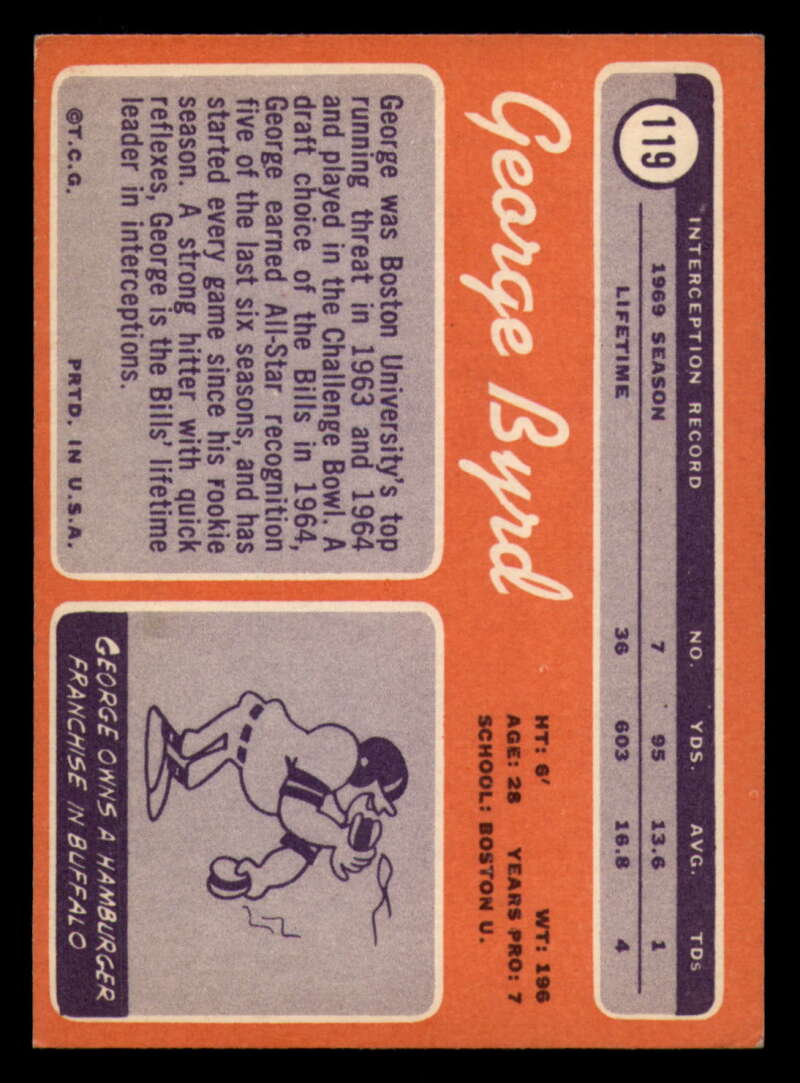 119
INTERCEPTION RECORD NO. YDS. AVG. TDs
1969 SEASON 7 95 13.6 1
LIFETIME 36 603 16.8 4
George Byrd
HT: 6' WT: 196
AGE: 28 YEARS PRO: 7
SCHOOL: BOSTON U.
George was Boston University's top
running threat in 1963 and 1964
and played in the Challenge Bowl. A
draft choice of the Bills in 1964,
George earned All-Star recognition
five of the last six seasons, and has
started every game since his rookie
season. A strong hitter with quick
reflexes, George is the Bills' lifetime
leader in interceptions.
©T.C.G. PRTD. IN U.S.A.
GEORGE OWNS A HAMBURGER
FRANCHISE IN BUFFALO